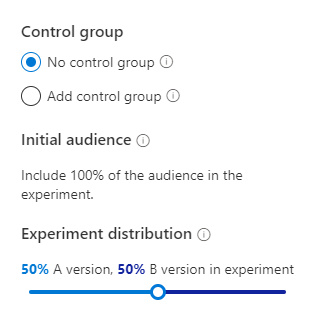 Control group
No control group
Add control group
Initial audience
Include 100% of the audience in the
experiment.
Experiment distribution
50% A version, 50% B version in experiment